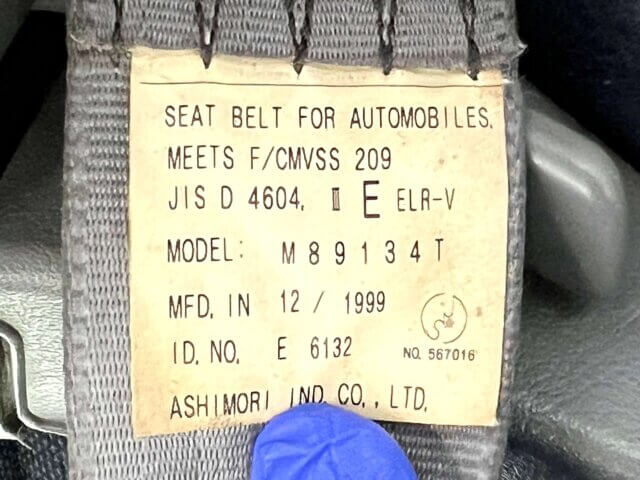 SEAT BELT FOR AUTOMOBILES.
MEETS F/CMVSS 209
JIS D 4604. Ⅲ E ELR-V
MODEL: M89134T
MFD. IN 12 / 1999
ID. NO. E 6132 NO. 567016
ASHIMORI IND. CO., LTD.